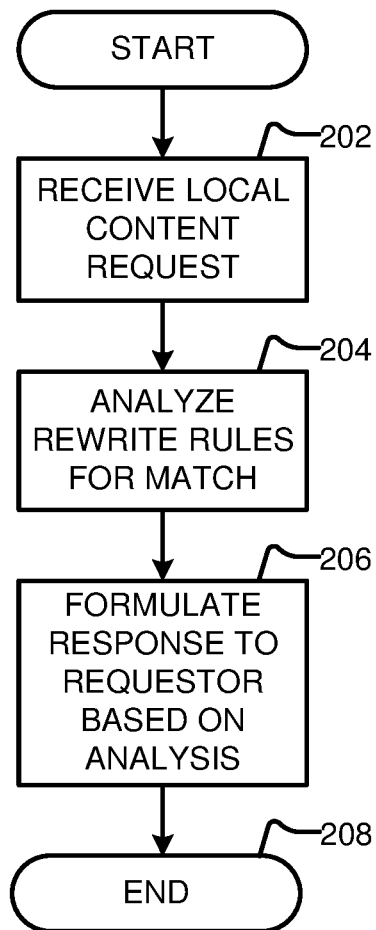 START
202
RECEIVE LOCAL
CONTENT
REQUEST
204
ANALYZE
REWRITE RULES
FOR MATCH
206
FORMULATE
RESPONSE TO
REQUESTOR
BASED ON
ANALYSIS
208
END